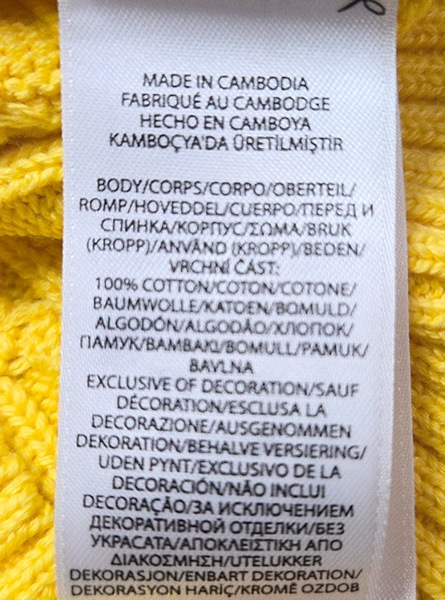 MADE IN CAMBODIA
FABRIQUÉ AU CAMBODGE
HECHO EN CAMBOYA
KAMBOÇYA'DA ÜRETİLMİŞTİR
BODY/CORPS/CORPO/OBERTEIL/
ROMP/HOVEDDEL/CUERPO/ПЕРЕД И
СПИНКА/КОРПУС/ΣΩΜΑ/BRUK
(KROPP)/ANVÄND (KROPP)/BEDEN/
VRCHNÍ ČÁST:
100% COTTON/COTON/COTONE/
BAUMWOLLE/KATOEN/BOMULD/
ALGODÓN/ALGODÃO/ХЛОПОК/
ПАМУК/ΒΑΜΒΑΚΙ/BOMULL/PAMUK/
BAVLNA
EXCLUSIVE OF DECORATION/SAUF
DÉCORATION/ESCLUSA LA
DECORAZIONE/AUSGENOMMEN
DEKORATION/BEHALVE VERSIERING/
UDEN PYNT/EXCLUSIVO DE LA
DECORACIÓN/NÃO INCLUI
DECORAÇÃO/ЗА ИСКЛЮЧЕНИЕМ
ДЕКОРАТИВНОЙ ОТДЕЛКИ/БЕЗ
УКРАСАТА/ΑΠΟΚΛΕΙΣΤΙΚΗ ΑΠΟ
ΔΙΑΚΟΣΜΗΣΗ/UTELUKKER
DEKORASJON/ENBART DEKORATION/
DEKORASYON HARİÇ/KROMĚ OZDOB